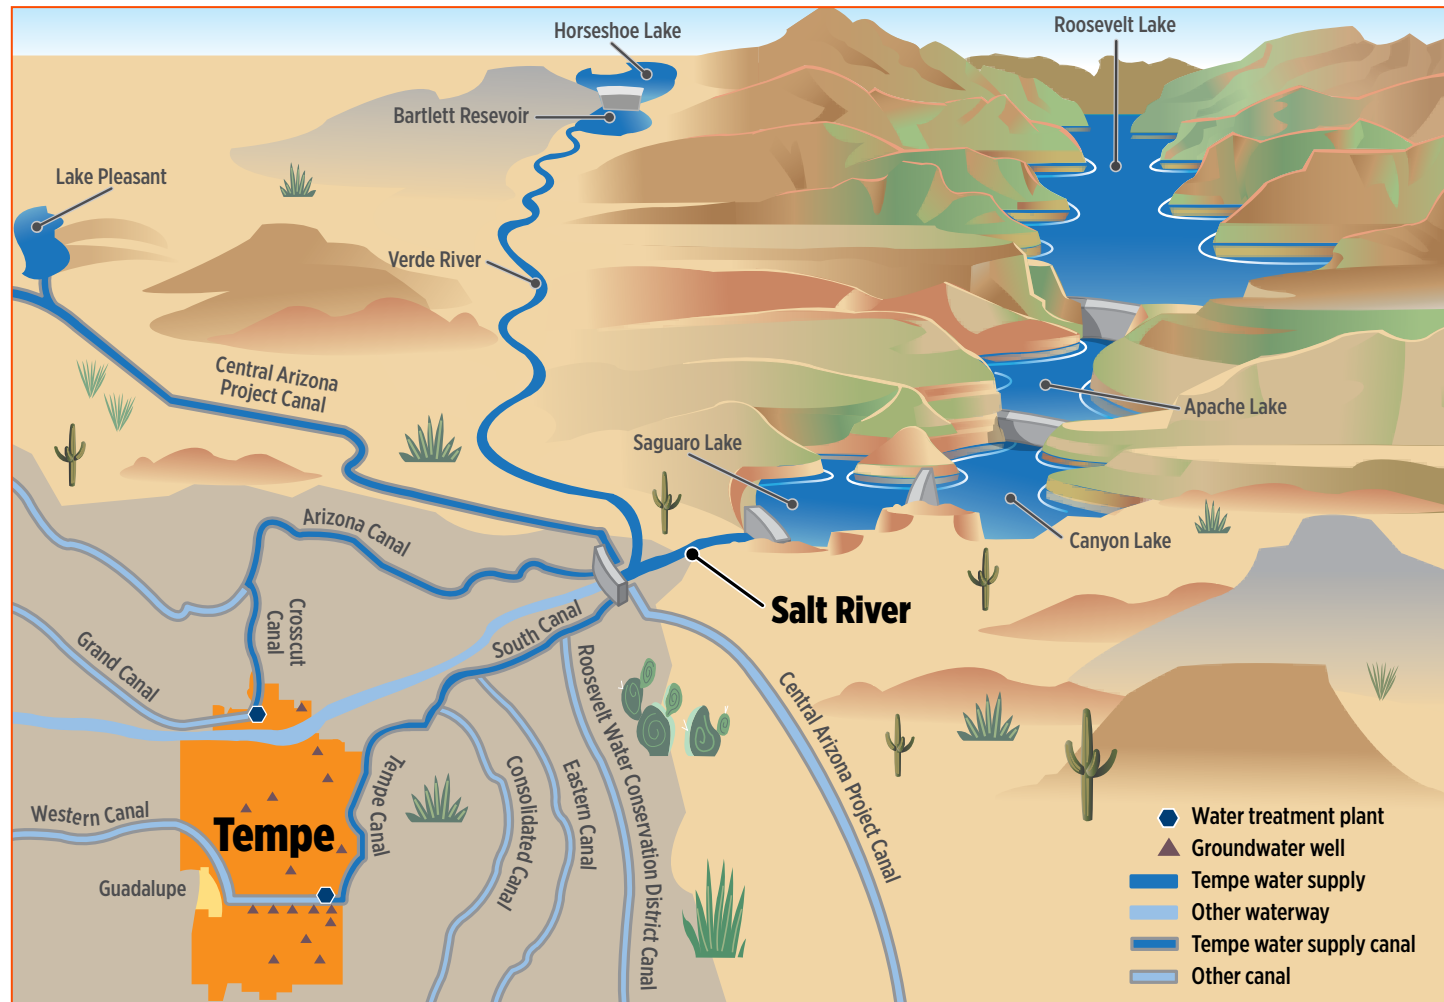 Horseshoe Lake
Roosevelt Lake
Bartlett Resevoir
Lake Pleasant
Verde River
Central Arizona
Project Canal
Apache Lake
Saguaro Lake
Arizona Canal
Canyon Lake
Salt River
South Canal
Crosscut
Canal
Grand Canal
Roosevelt Water Conservation District Canal
Central Arizona Project Canal
Tempe Canal
Consolidated Canal
Eastern Canal
Western Canal
Tempe
Guadalupe
Water treatment plant
Groundwater well
Tempe water supply
Other waterway
Tempe water supply canal
Other canal